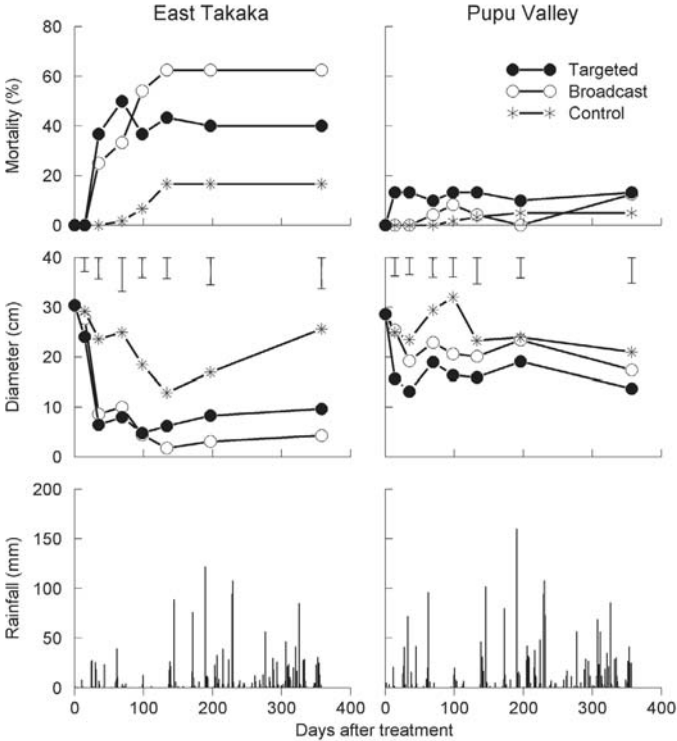 East Takaka
Pupu Valley
80
60
40
20
0
Mortality (%)
Targeted
Broadcast
Control
40
30
20
10
0
Diameter (cm)
200
150
100
50
0
Rainfall (mm)
0 100 200 300 400
0 100 200 300 400
Days after treatment